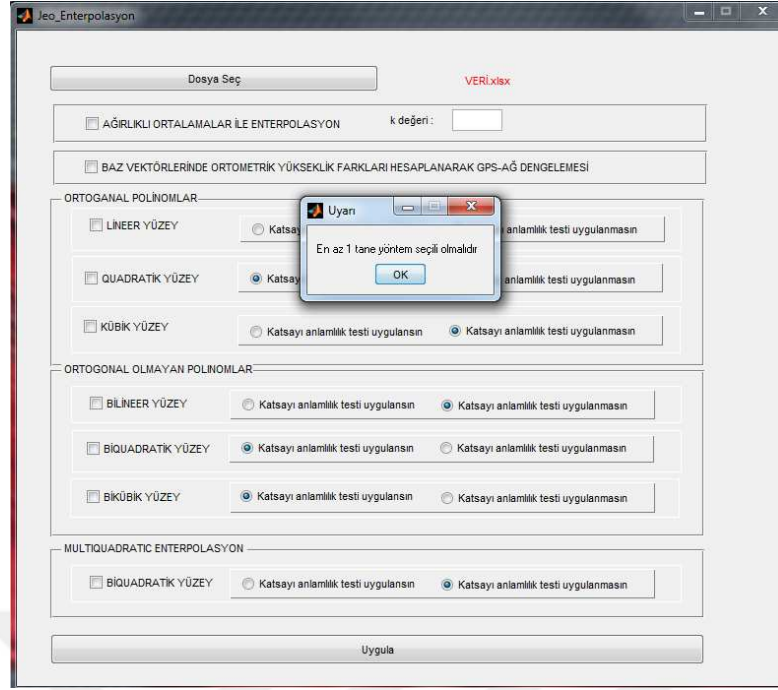 Jeo_Enterpolasyon
Dosya Seç
VERİ.xlsx
AĞIRLIKLI ORTALAMALAR İLE ENTERPOLASYON
k değeri :
BAZ VEKTÖRLERİNDE ORTOMETRİK YÜKSEKLİK FARKLARI HESAPLANARAK GPS-AĞ DENGELEMESİ
ORTOGANAL POLİNOMLAR
Uyarı
En az 1 tane yöntem seçili olmalıdır
OK
LİNEER YÜZEY
Katsay
anlamlılık testi uygulanmasın
QUADRATİK YÜZEY
Katsay
anlamlılık testi uygulanmasın
KÜBİK YÜZEY
Katsayı anlamlılık testi uygulansın
Katsayı anlamlılık testi uygulanmasın
ORTOGONAL OLMAYAN POLINOMLAR
BİLİNEER YÜZEY
Katsayı anlamlılık testi uygulansın
Katsayı anlamlılık testi uygulanmasın
BİQUADRATİK YÜZEY
Katsayı anlamlılık testi uygulansın
Katsayı anlamlılık testi uygulanmasın
BİKÜBİK YÜZEY
Katsayı anlamlılık testi uygulansın
Katsayı anlamlılık testi uygulanmasın
MULTIQUADRATIC ENTERPOLASYON
BİQUADRATİK YÜZEY
Katsayı anlamlılık testi uygulansın
Katsayı anlamlılık testi uygulanmasın
Uygula